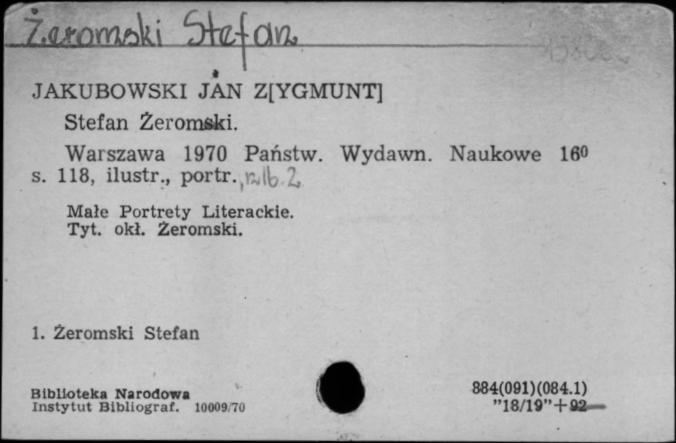 Żeromski Stefan
JAKUBOWSKI JAN Z[YGMUNT]
Stefan Żeromski.
Warszawa 1970 Państw. Wydawn. Naukowe 16⁰
s. 118, ilustr., portr., nlb. 2
Małe Portrety Literackie.
Tyt. okł. Żeromski.
1. Żeromski Stefan
Biblioteka Narodowa
Instytut Bibliograf. 10009/70
884(091)(084.1)
"18/19"+92